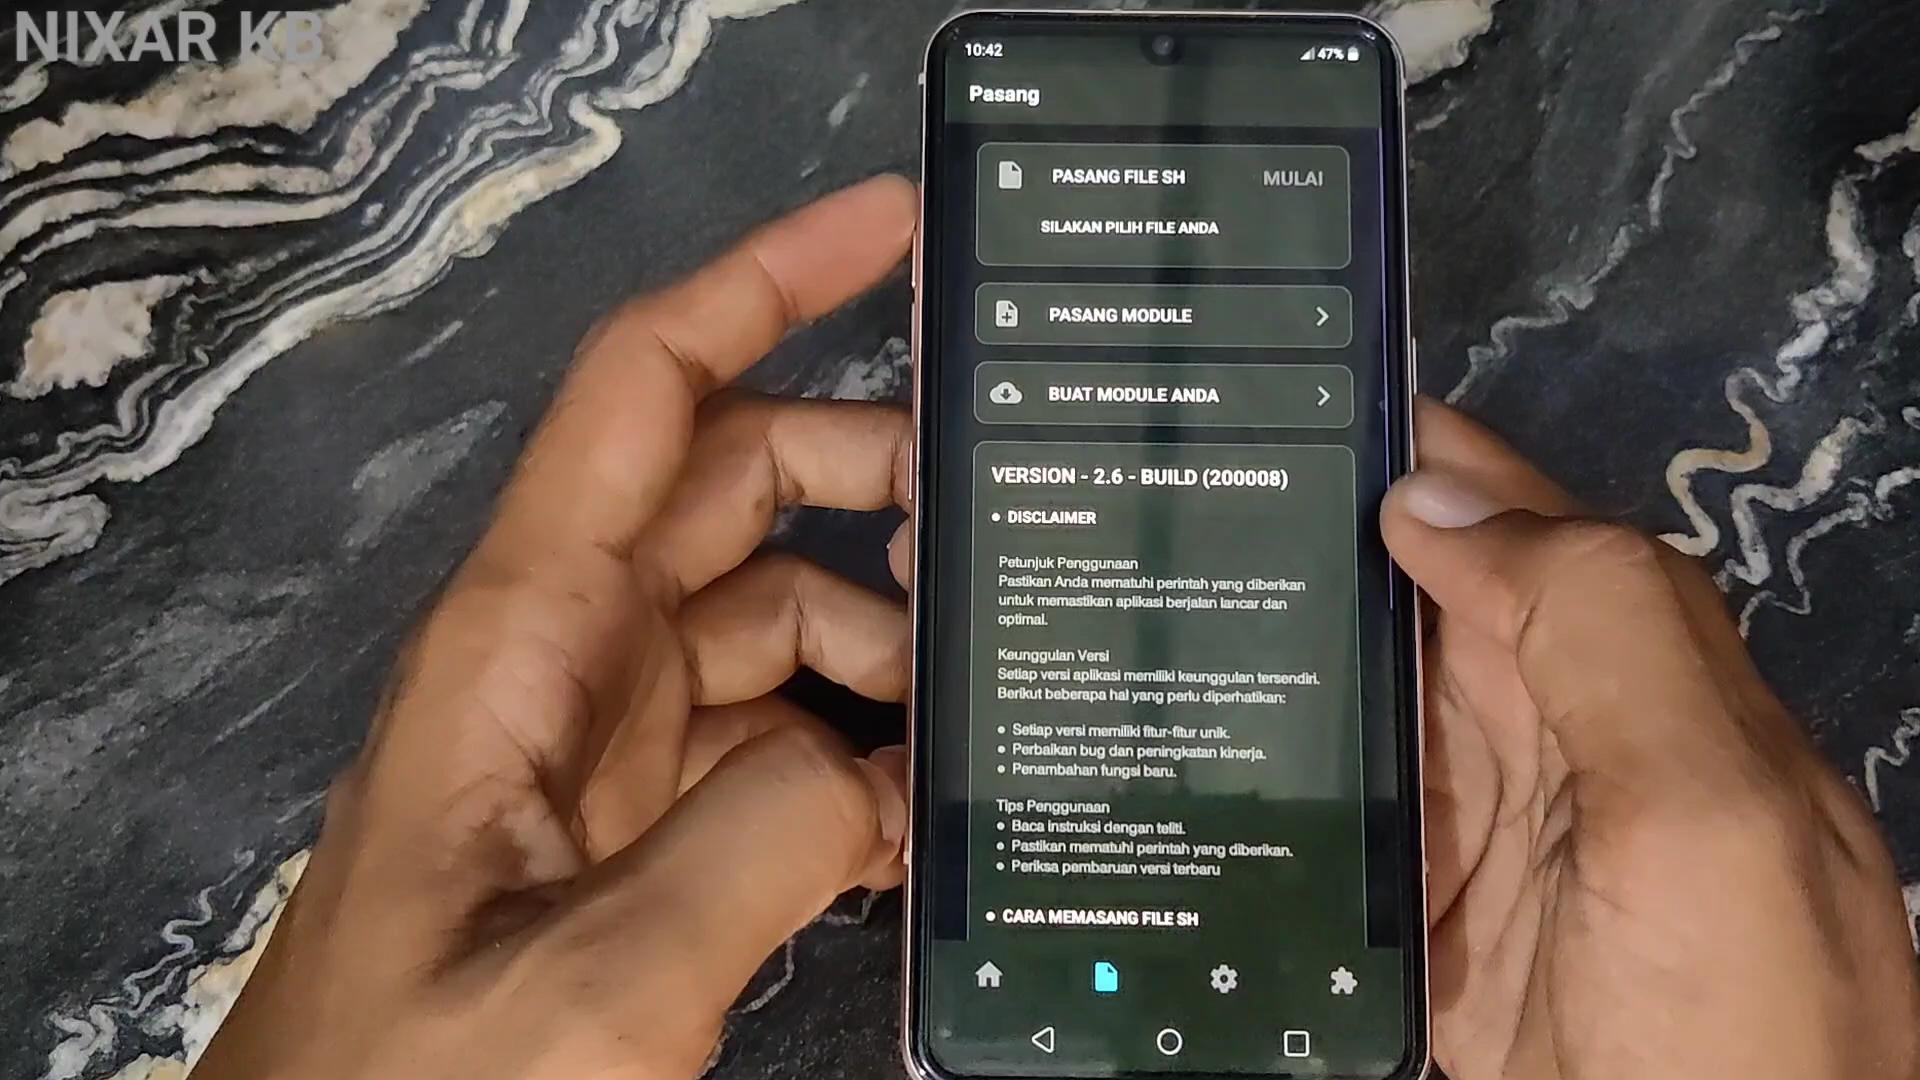 NIXAR KB
10:42
47%
Pasang
PASANG FILE SH
MULAI
SILAKAN PILIH FILE ANDA
PASANG MODULE
BUAT MODULE ANDA
VERSION - 2.6 - BUILD (200008)
• DISCLAIMER
Petunjuk Penggunaan
Pastikan Anda mematuhi perintah yang diberikan
untuk memastikan aplikasi berjalan lancar dan
optimal.
Keunggulan Versi
Setiap versi aplikasi memiliki keunggulan tersendiri.
Berikut beberapa hal yang perlu diperhatikan:
• Setiap versi memiliki fitur-fitur unik.
• Perbaikan bug dan peningkatan kinerja.
• Penambahan fungsi baru.
Tips Penggunaan
• Baca instruksi dengan teliti.
• Pastikan mematuhi perintah yang diberikan.
• Periksa pembaruan versi terbaru
• CARA MEMASANG FILE SH